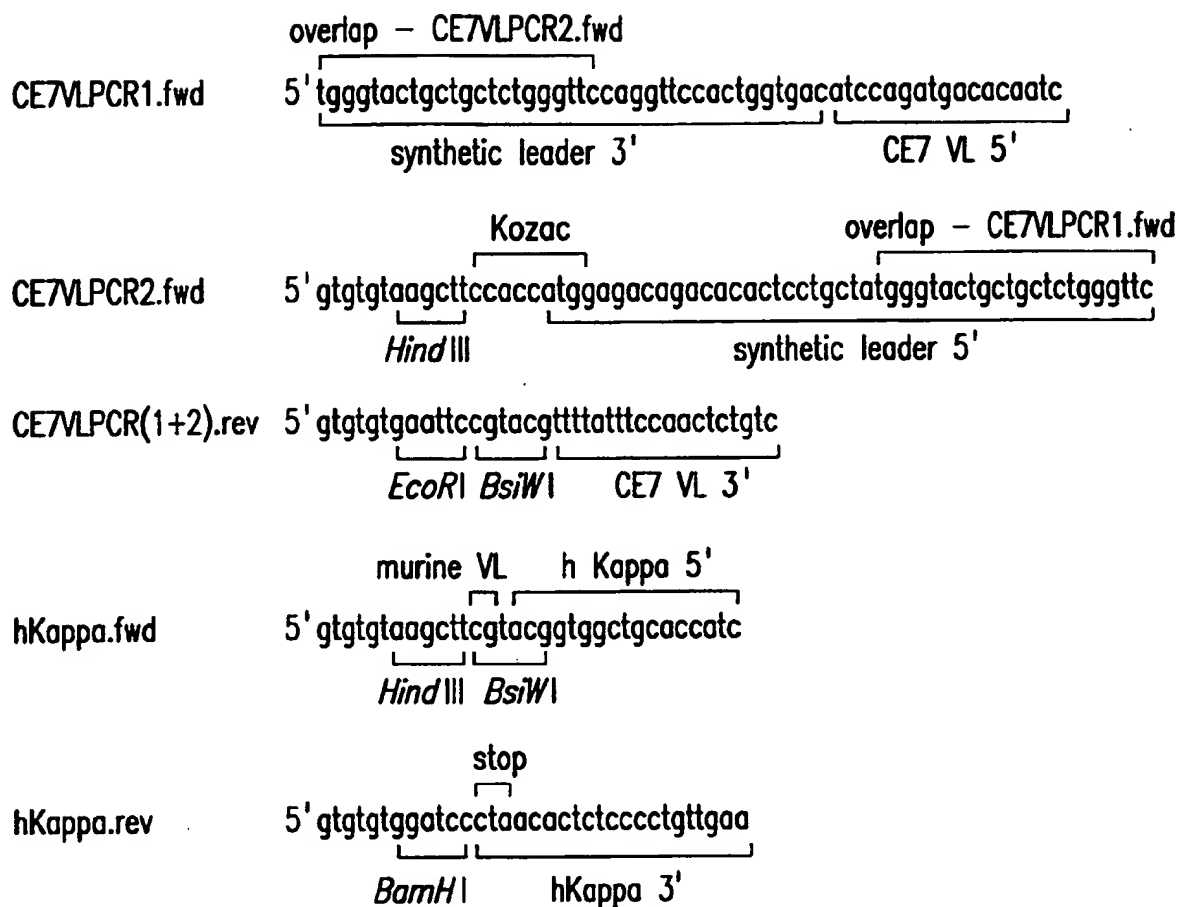 overlap – CE7VLPCR2.fwd
CE7VLPCR1.fwd 5'tgggtactgctgctctgggttccaggttccactggtgacatccagatgacacaatc
synthetic leader 3' CE7 VL 5'
Kozac overlap – CE7VLPCR1.fwd
CE7VLPCR2.fwd 5'gtgtgtaagcttccaccatggagacagacacactcctgctatgggtactgctgctctgggttc
HindIII synthetic leader 5'
CE7VLPCR(1+2).rev 5'gtgtgtgaattccgtacgttttatttccaactctgtc
EcoRI BsiWI CE7 VL 3'
murine VL h Kappa 5'
hKappa.fwd 5'gtgtgtaagcttcgtacggtggctgcaccatc
HindIII BsiWI
stop
hKappa.rev 5'gtgtgtggatccctaacactctcccctgttgaa
BamHI hKappa 3'